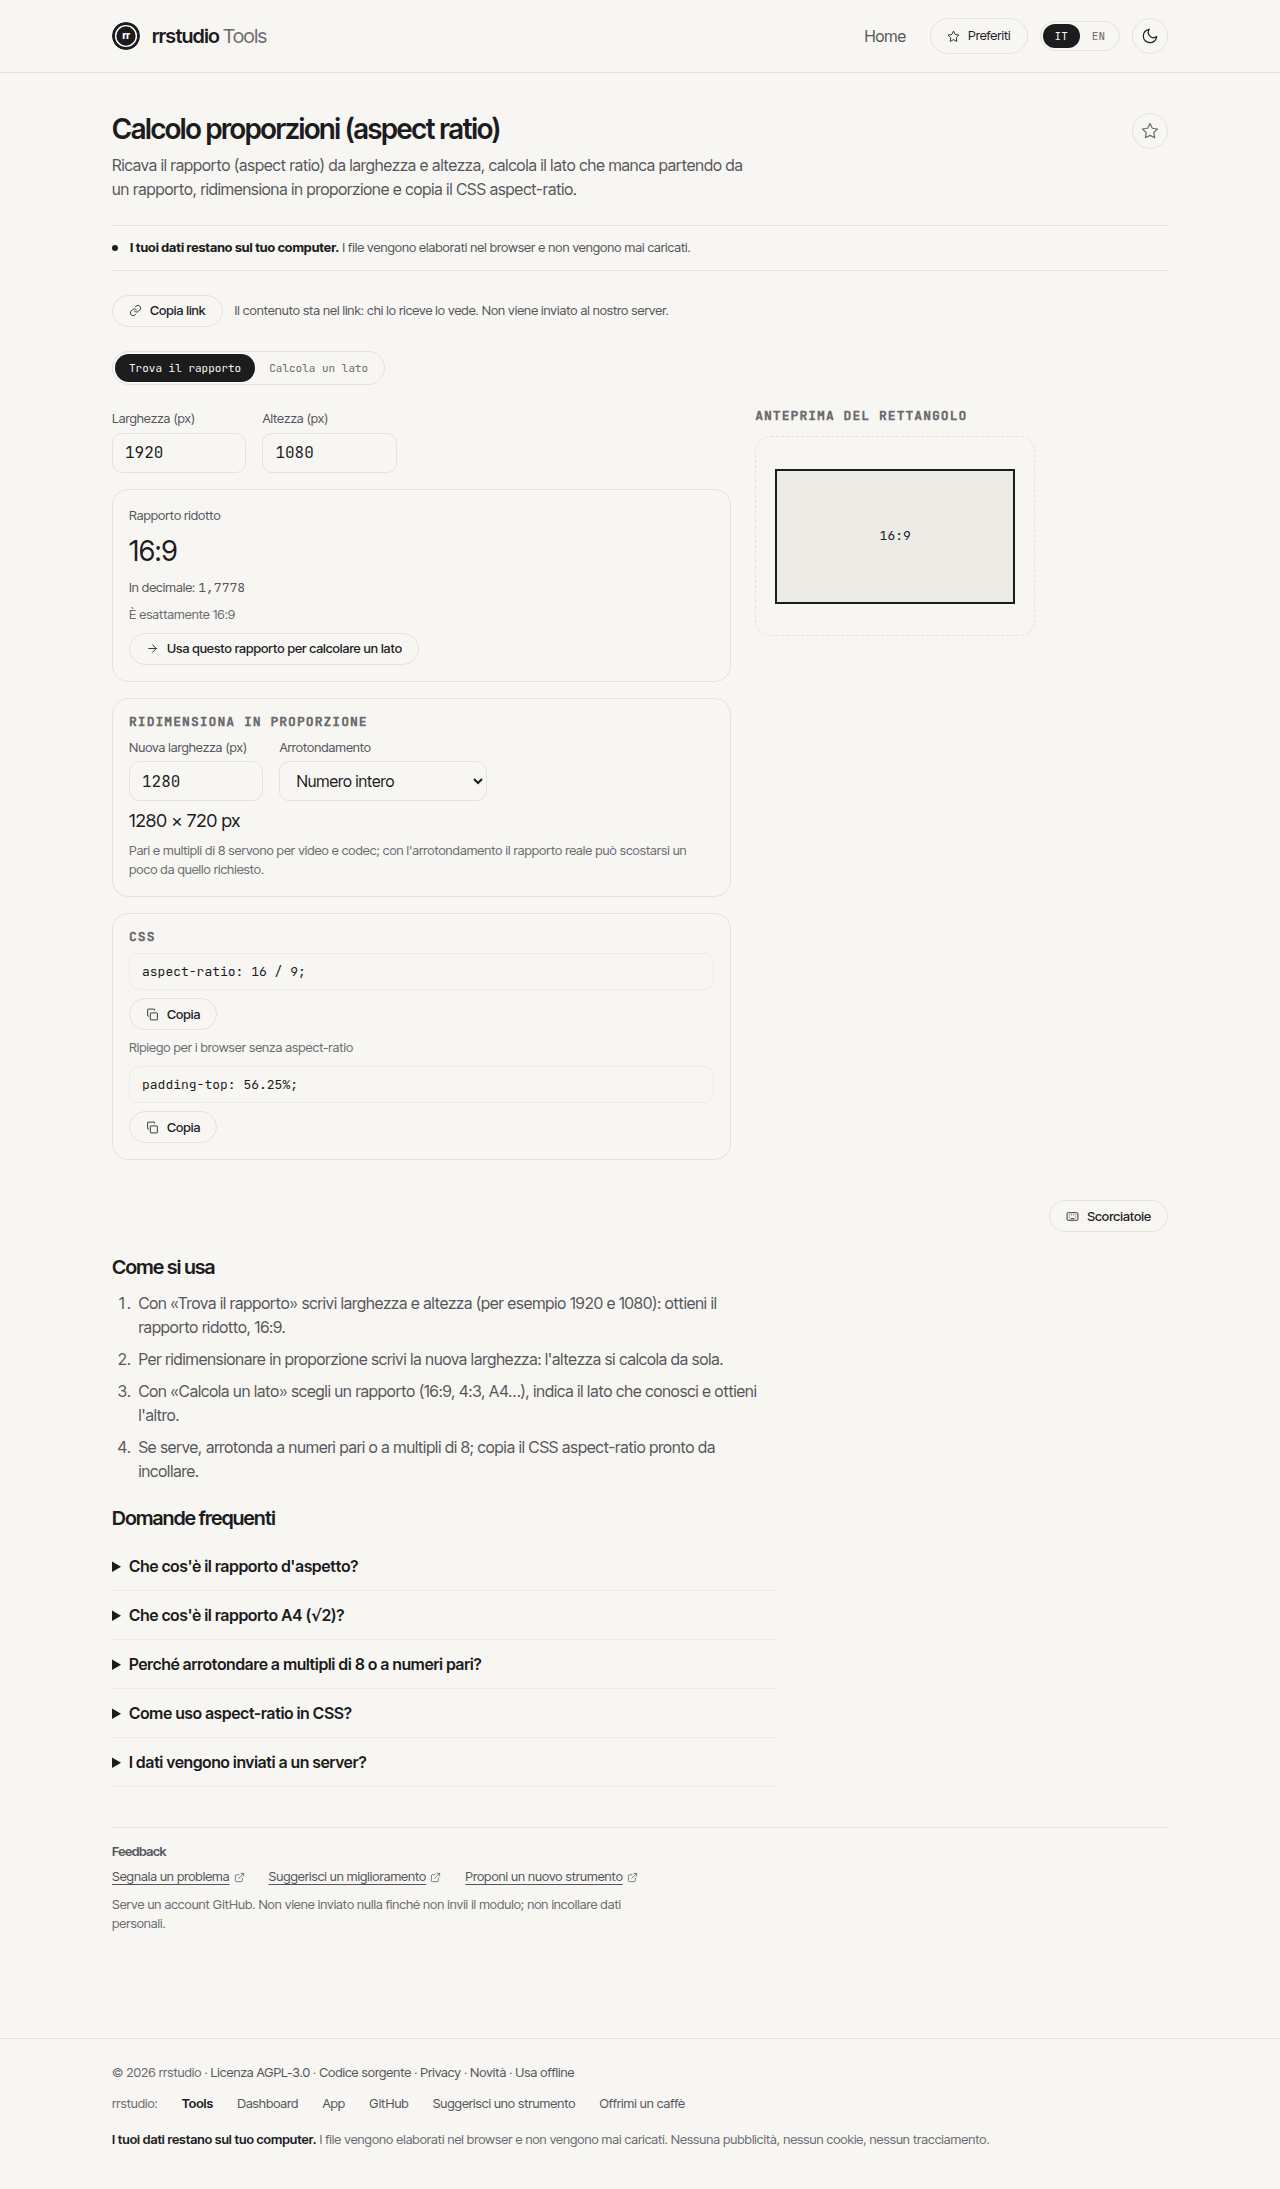 rr
rrstudio Tools
Home
Preferiti
IT
EN
Calcolo proporzioni (aspect ratio)
Ricava il rapporto (aspect ratio) da larghezza e altezza, calcola il lato che manca partendo da
un rapporto, ridimensiona in proporzione e copia il CSS aspect-ratio.
I tuoi dati restano sul tuo computer. I file vengono elaborati nel browser e non vengono mai caricati.
Copia link
Il contenuto sta nel link: chi lo riceve lo vede. Non viene inviato al nostro server.
Trova il rapporto
Calcola un lato
Larghezza (px)
Altezza (px)
1920
1080
ANTEPRIMA DEL RETTANGOLO
16:9
Rapporto ridotto
16:9
In decimale: 1,7778
È esattamente 16:9
Usa questo rapporto per calcolare un lato
RIDIMENSIONA IN PROPORZIONE
Nuova larghezza (px)
Arrotondamento
1280
Numero intero
1280 × 720 px
Pari e multipli di 8 servono per video e codec; con l'arrotondamento il rapporto reale può scostarsi un
poco da quello richiesto.
CSS
aspect-ratio: 16 / 9;
Copia
Ripiego per i browser senza aspect-ratio
padding-top: 56.25%;
Copia
Scorciatoie
Come si usa
1. Con «Trova il rapporto» scrivi larghezza e altezza (per esempio 1920 e 1080): ottieni il
rapporto ridotto, 16:9.
2. Per ridimensionare in proporzione scrivi la nuova larghezza: l'altezza si calcola da sola.
3. Con «Calcola un lato» scegli un rapporto (16:9, 4:3, A4…), indica il lato che conosci e ottieni
l'altro.
4. Se serve, arrotonda a numeri pari o a multipli di 8; copia il CSS aspect-ratio pronto da
incollare.
Domande frequenti
Che cos'è il rapporto d'aspetto?
Che cos'è il rapporto A4 (√2)?
Perché arrotondare a multipli di 8 o a numeri pari?
Come uso aspect-ratio in CSS?
I dati vengono inviati a un server?
Feedback
Segnala un problema
Suggerisci un miglioramento
Proponi un nuovo strumento
Serve un account GitHub. Non viene inviato nulla finché non invii il modulo; non incollare dati
personali.
© 2026 rrstudio · Licenza AGPL-3.0 · Codice sorgente · Privacy · Novità · Usa offline
rrstudio:
Tools
Dashboard
App
GitHub
Suggerisci uno strumento
Offrimi un caffè
I tuoi dati restano sul tuo computer. I file vengono elaborati nel browser e non vengono mai caricati. Nessuna pubblicità, nessun cookie, nessun tracciamento.